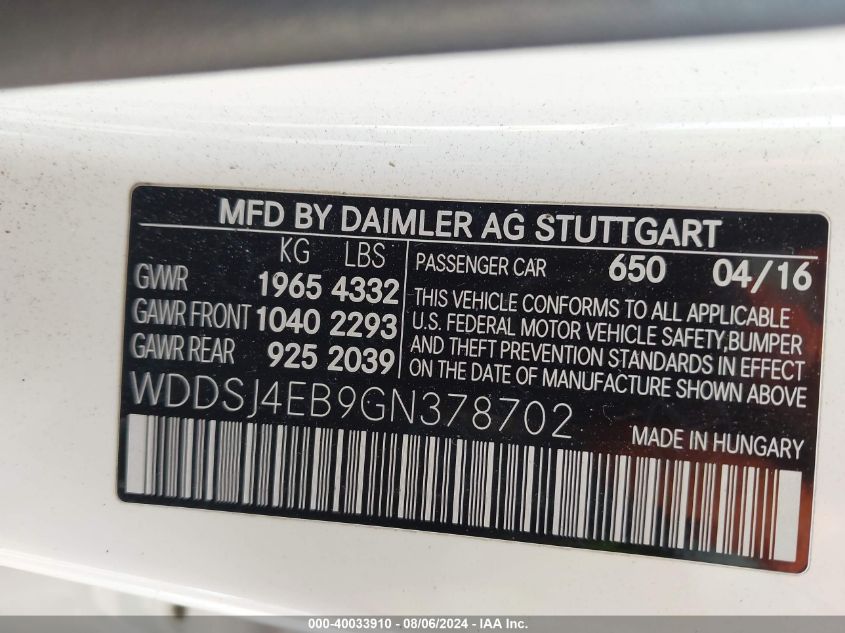 MFD BY DAIMLER AG STUTTGART
KG LBS
GVWR 1965 4332
GAWR FRONT 1040 2293
GAWR REAR 925 2039
PASSENGER CAR 650 04/16
THIS VEHICLE CONFORMS TO ALL APPLICABLE
U.S. FEDERAL MOTOR VEHICLE SAFETY,BUMPER
AND THEFT PREVENTION STANDARDS IN EFFECT
ON THE DATE OF MANUFACTURE SHOWN ABOVE
WDDSJ4EB9GN378702
MADE IN HUNGARY
000-40033910 - 08/06/2024 - IAA Inc.